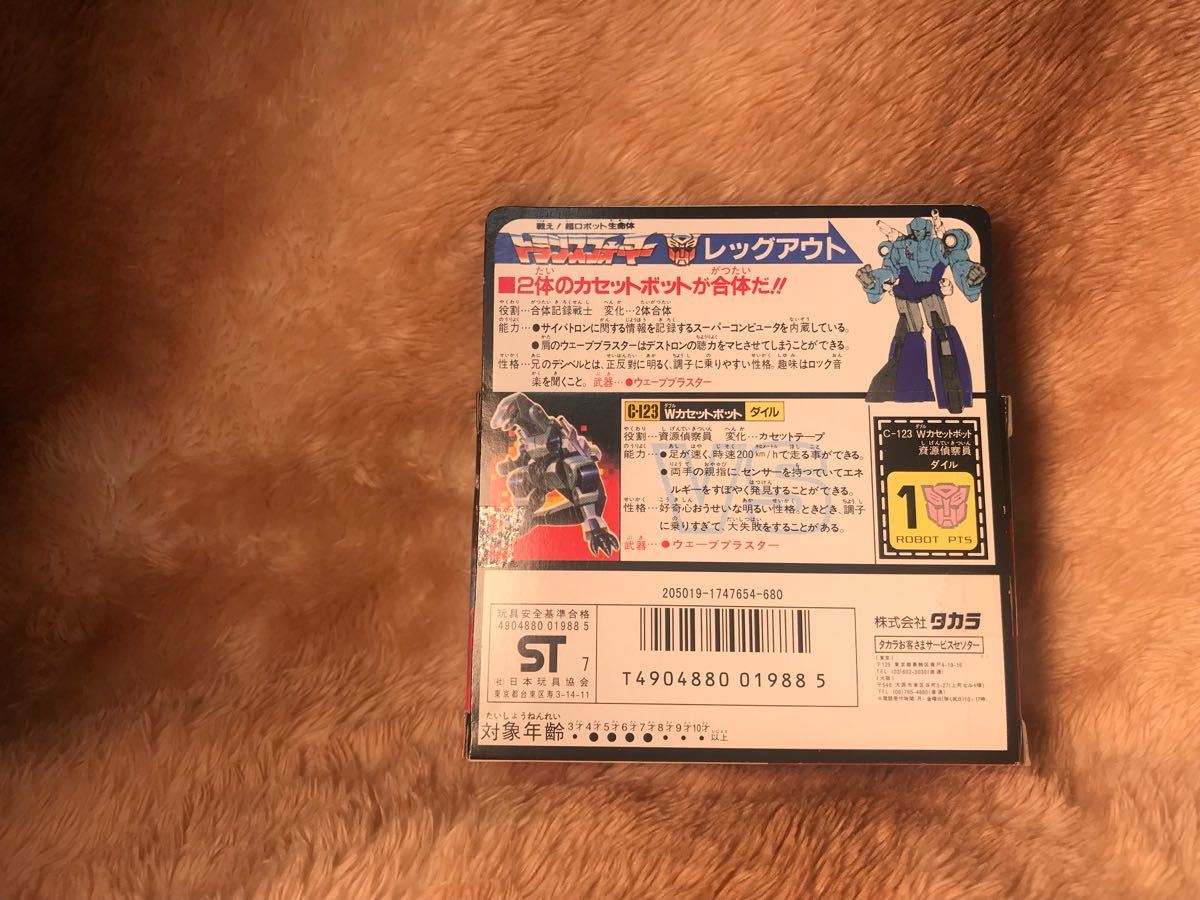 戦え!超ロボット生命体
トランスフォーマー レッグアウト
■2体のカセットボットが合体だ!!
役割…合体記録戦士 変化…2体合体
能力…●サイバトロンに関する情報を記録するスーパーコンピュータを内蔵している。
●肩のウェーブブラスターはデストロンの聴力をマヒさせてしまうことができる。
性格…兄のデシベルとは、正反対に明るく、調子に乗りやすい性格。趣味はロック音
楽を聞くこと。武器…●ウェーブブラスター
C-123 Wカセットボット ダイル
役割…資源偵察員 変化…カセットテープ
能力…●足が速く、時速200km/hで走る事ができる。
●両手の親指に、センサーを持っていてエネ
ルギーをすばやく発見することができる。
性格…好奇心おうせいな明るい性格。ときどき、調子
に乗りすぎて、大失敗をすることがある。
武器…●ウェーブブラスター
C-123 Wカセットボット
資源偵察員
ダイル
1
ROBOT PTS
205019-1747654-680
玩具安全基準合格
4904880 01988 5
ST 7
(社)日本玩具協会
東京都台東区寿3-14-11
T4904880 01988 5
株式会社 タカラ
タカラお客さまサービスセンター
(東京)
(大阪)
対象年齢 3才 4才 5才 6才 7才 8才 9才 10才以上